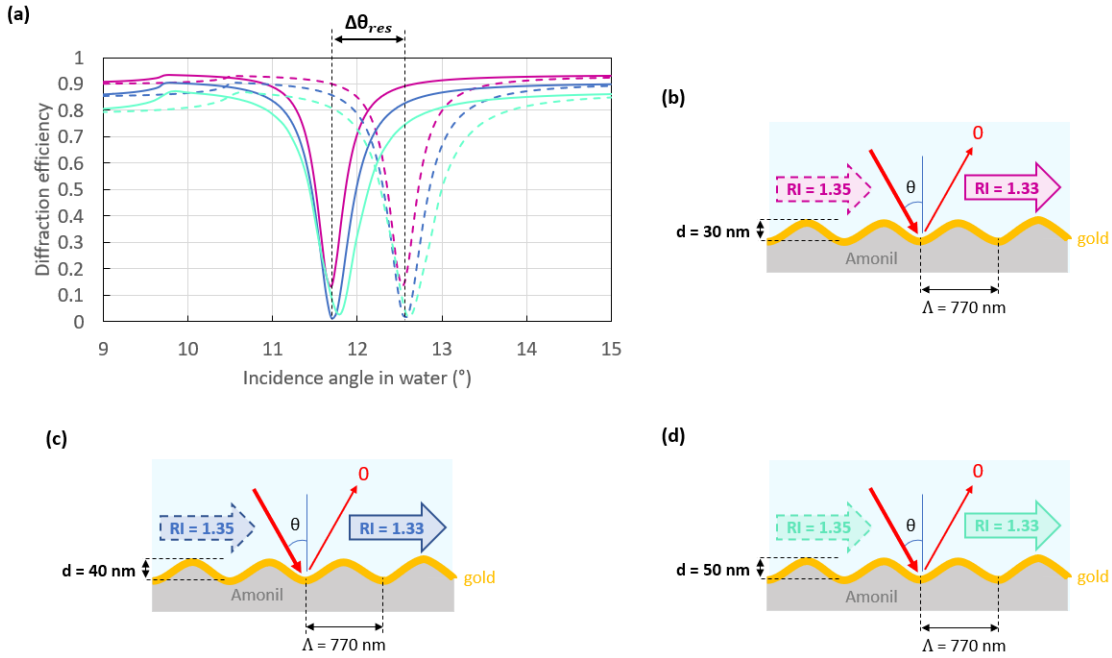 (a)
Δθres
Diffraction efficiency
1
0.9
0.8
0.7
0.6
0.5
0.4
0.3
0.2
0.1
0
9 10 11 12 13 14 15
Incidence angle in water (°)
(b)
0
θ
RI = 1.35
RI = 1.33
d = 30 nm
gold
Amonil
Λ = 770 nm
(c)
0
θ
RI = 1.35
RI = 1.33
d = 40 nm
gold
Amonil
Λ = 770 nm
(d)
0
θ
RI = 1.35
RI = 1.33
d = 50 nm
gold
Amonil
Λ = 770 nm